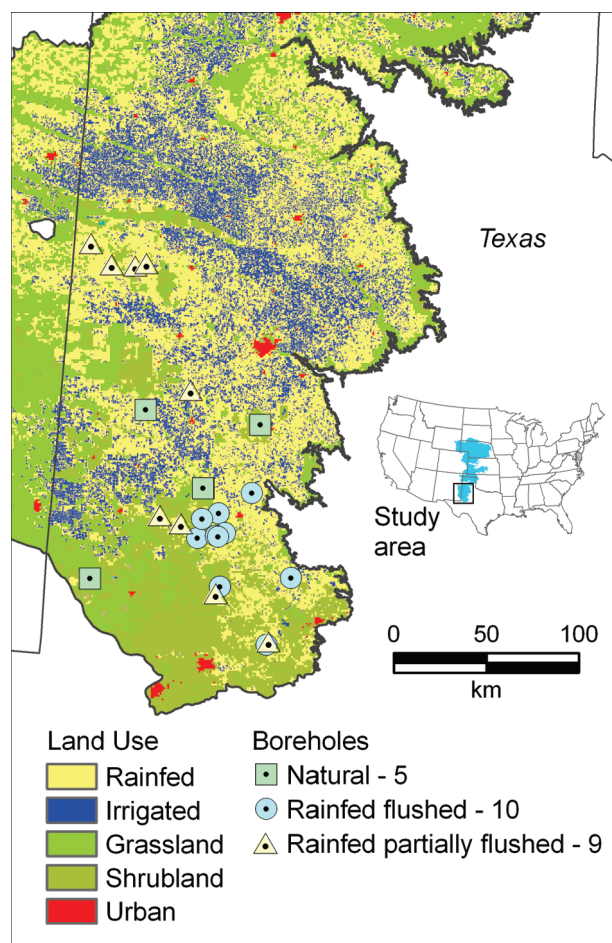 Texas
Study
area
0 50 100
km
Land Use
Rainfed
Irrigated
Grassland
Shrubland
Urban
Boreholes
Natural - 5
Rainfed flushed - 10
Rainfed partially flushed - 9